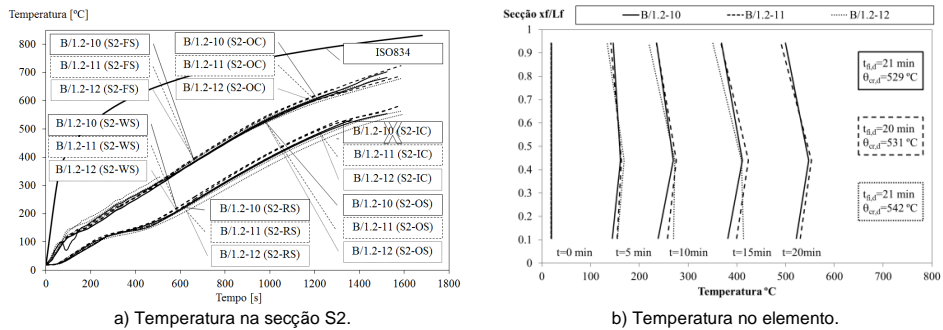 Temperatura [ºC]
900
800
700
600
500
400
300
200
100
0
B/1.2-10 (S2-FS)
B/1.2-11 (S2-FS)
B/1.2-12 (S2-FS)
B/1.2-10 (S2-WS)
B/1.2-11 (S2-WS)
B/1.2-12 (S2-WS)
B/1.2-10 (S2-OC)
B/1.2-11 (S2-OC)
B/1.2-12 (S2-OC)
ISO834
B/1.2-10 (S2-IC)
B/1.2-11 (S2-IC)
B/1.2-12 (S2-IC)
B/1.2-10 (S2-OS)
B/1.2-11 (S2-OS)
B/1.2-12 (S2-OS)
B/1.2-10 (S2-RS)
B/1.2-11 (S2-RS)
B/1.2-12 (S2-RS)
0 200 400 600 800 1000 1200 1400 1600 1800
Tempo [s]
a) Temperatura na secção S2.
Secção xf/Lf
B/1.2-10 B/1.2-11 B/1.2-12
1
0.9
0.8
0.7
0.6
0.5
0.4
0.3
0.2
0.1
0
tfl,d=21 min
θcr,d=529 ºC
tfl,d=20 min
θcr,d=531 ºC
tfl,d=21 min
θcr,d=542 ºC
t=0 min t=5 min t=10min t=15min t=20min
0 100 200 300 400 500 600 700 800
Temperatura ºC
b) Temperatura no elemento.